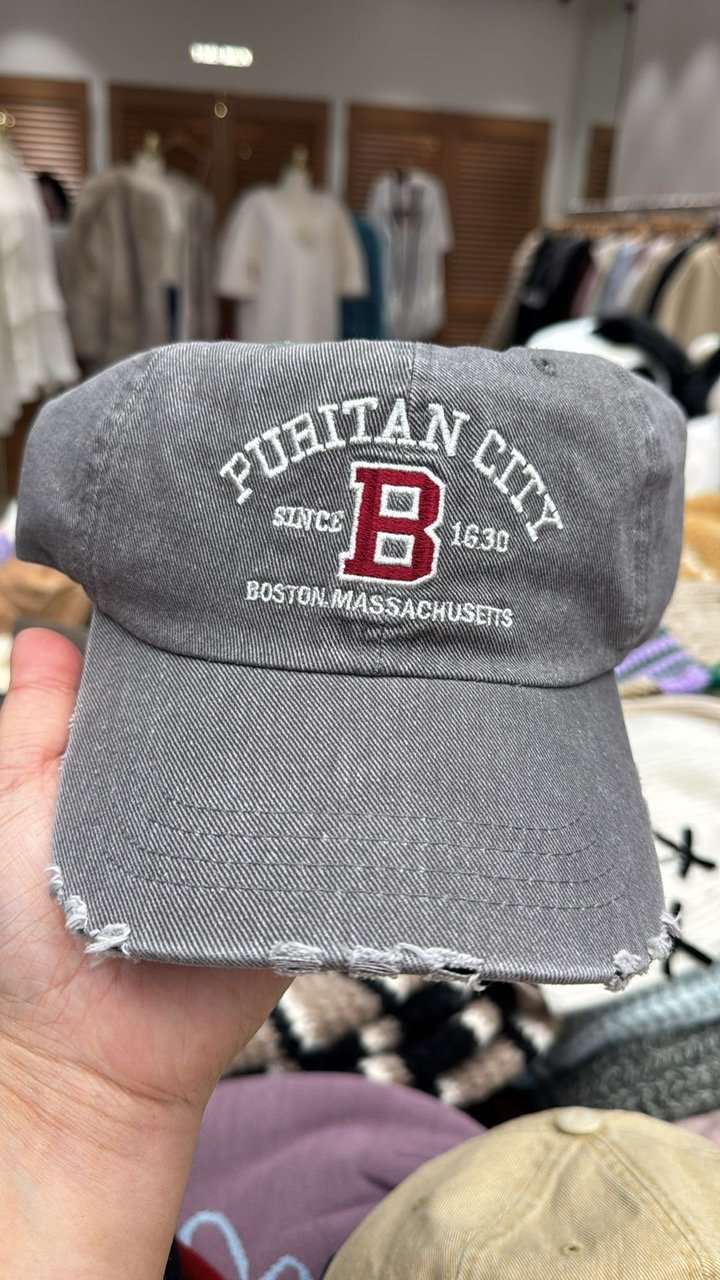 PURITAN CITY
SINCE B 1630
BOSTON.MASSACHUSETTS